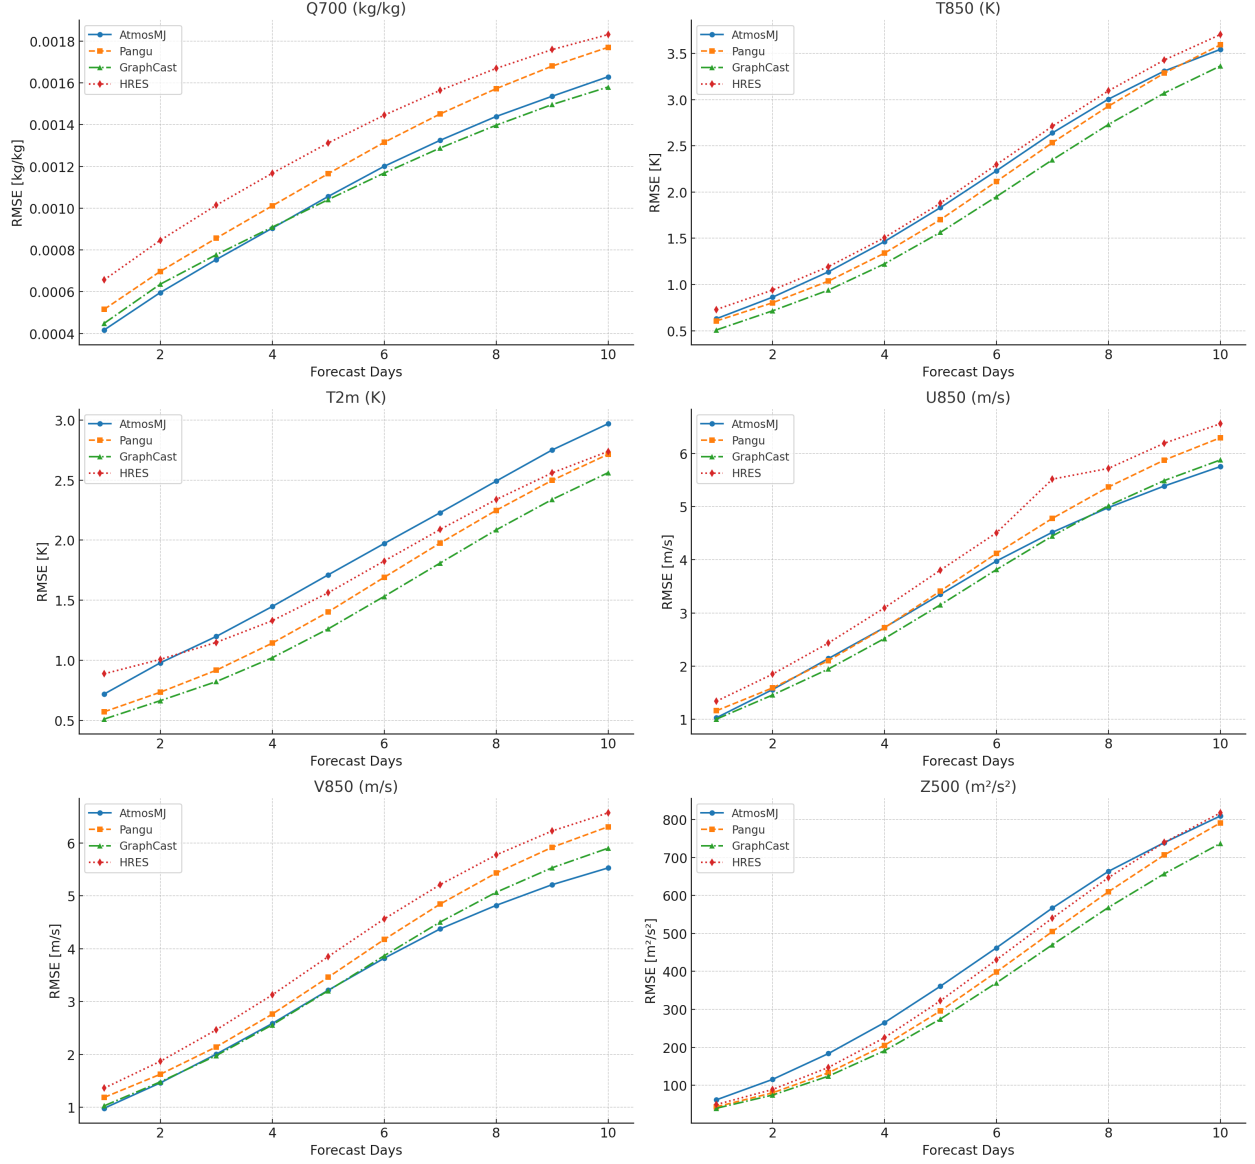 Q700 (kg/kg)
AtmosMJ
Pangu
GraphCast
HRES
RMSE [kg/kg]
0.0018
0.0016
0.0014
0.0012
0.0010
0.0008
0.0006
0.0004
2 4 6 8 10
Forecast Days
T850 (K)
AtmosMJ
Pangu
GraphCast
HRES
RMSE [K]
3.5
3.0
2.5
2.0
1.5
1.0
0.5
2 4 6 8 10
Forecast Days
T2m (K)
AtmosMJ
Pangu
GraphCast
HRES
RMSE [K]
3.0
2.5
2.0
1.5
1.0
0.5
2 4 6 8 10
Forecast Days
U850 (m/s)
AtmosMJ
Pangu
GraphCast
HRES
RMSE [m/s]
6
5
4
3
2
1
2 4 6 8 10
Forecast Days
V850 (m/s)
AtmosMJ
Pangu
GraphCast
HRES
RMSE [m/s]
6
5
4
3
2
1
2 4 6 8 10
Forecast Days
Z500 (m²/s²)
AtmosMJ
Pangu
GraphCast
HRES
RMSE [m²/s²]
800
700
600
500
400
300
200
100
2 4 6 8 10
Forecast Days